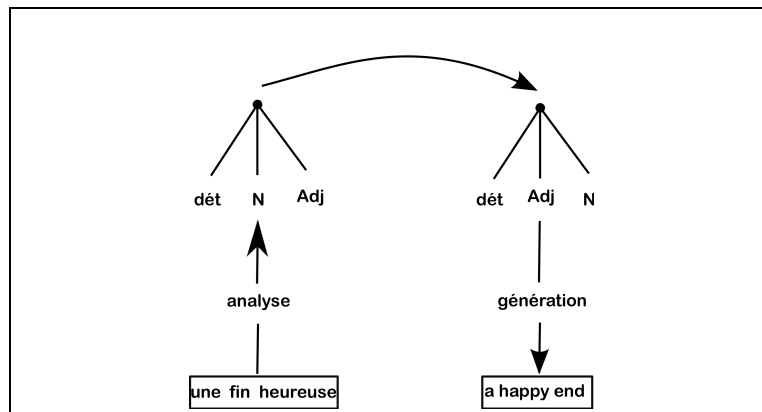 dét N Adj
dét Adj N
analyse
génération
une fin heureuse
a happy end